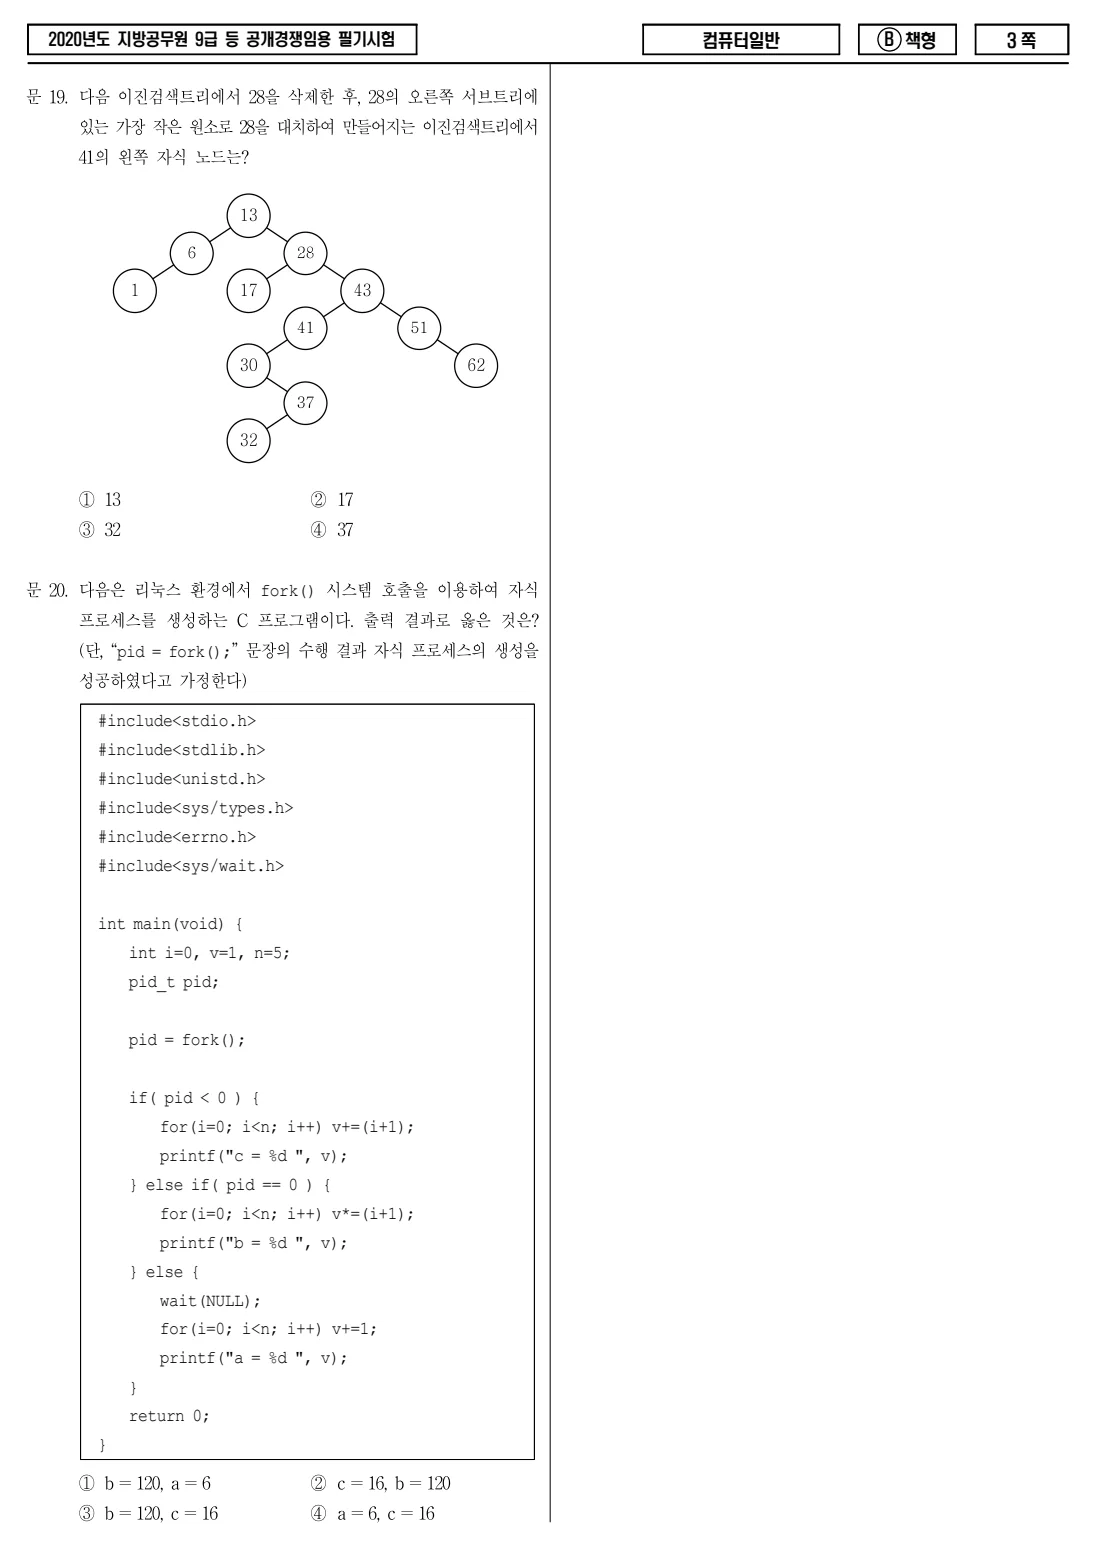 2020년도 지방공무원 9급 등 공개경쟁임용 필기시험
컴퓨터일반
Ⓑ 책형
3 쪽
문 19. 다음 이진검색트리에서 28을 삭제한 후, 28의 오른쪽 서브트리에
있는 가장 작은 원소로 28을 대치하여 만들어지는 이진검색트리에서
41의 왼쪽 자식 노드는?
13
6
28
1
17
43
41
51
30
62
37
32
① 13
② 17
③ 32
④ 37
문 20. 다음은 리눅스 환경에서 fork() 시스템 호출을 이용하여 자식
프로세스를 생성하는 C 프로그램이다. 출력 결과로 옳은 것은?
(단, “pid = fork();” 문장의 수행 결과 자식 프로세스의 생성을
성공하였다고 가정한다)
#include<stdio.h>
#include<stdlib.h>
#include<unistd.h>
#include<sys/types.h>
#include<errno.h>
#include<sys/wait.h>
int main(void) {
int i=0, v=1, n=5;
pid_t pid;
pid = fork();
if( pid < 0 ) {
for(i=0; i<n; i++) v+=(i+1);
printf("c = %d ", v);
} else if( pid == 0 ) {
for(i=0; i<n; i++) v*=(i+1);
printf("b = %d ", v);
} else {
wait(NULL);
for(i=0; i<n; i++) v+=1;
printf("a = %d ", v);
}
return 0;
}
① b = 120, a = 6
② c = 16, b = 120
③ b = 120, c = 16
④ a = 6, c = 16